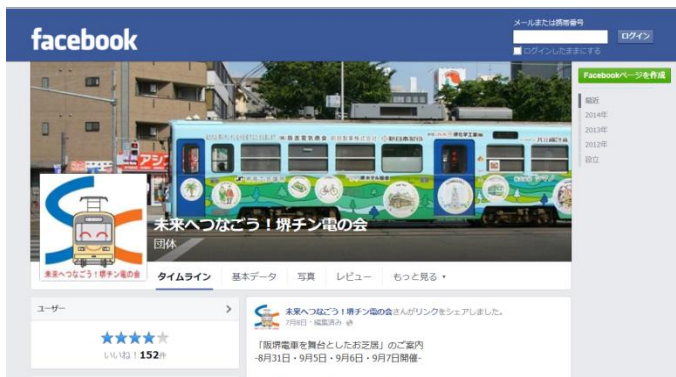 facebook
メールまたは携帯番号
ログイン
ログインしたままにする
Facebookページを作成
最近
2014年
2013年
2012年
設立
アシ
未来へつなごう！堺チン電の会
団体
未来へつなごう！堺チン電の会
タイムライン 基本データ 写真 レビュー もっと見る
ユーザー
いいね！152件
未来へつなごう！堺チン電の会さんがリンクをシェアしました。
7月8日・編集済み
「阪堺電車を舞台としたお芝居」のご案内
-8月31日・9月5日・9月6日・9月7日開催-